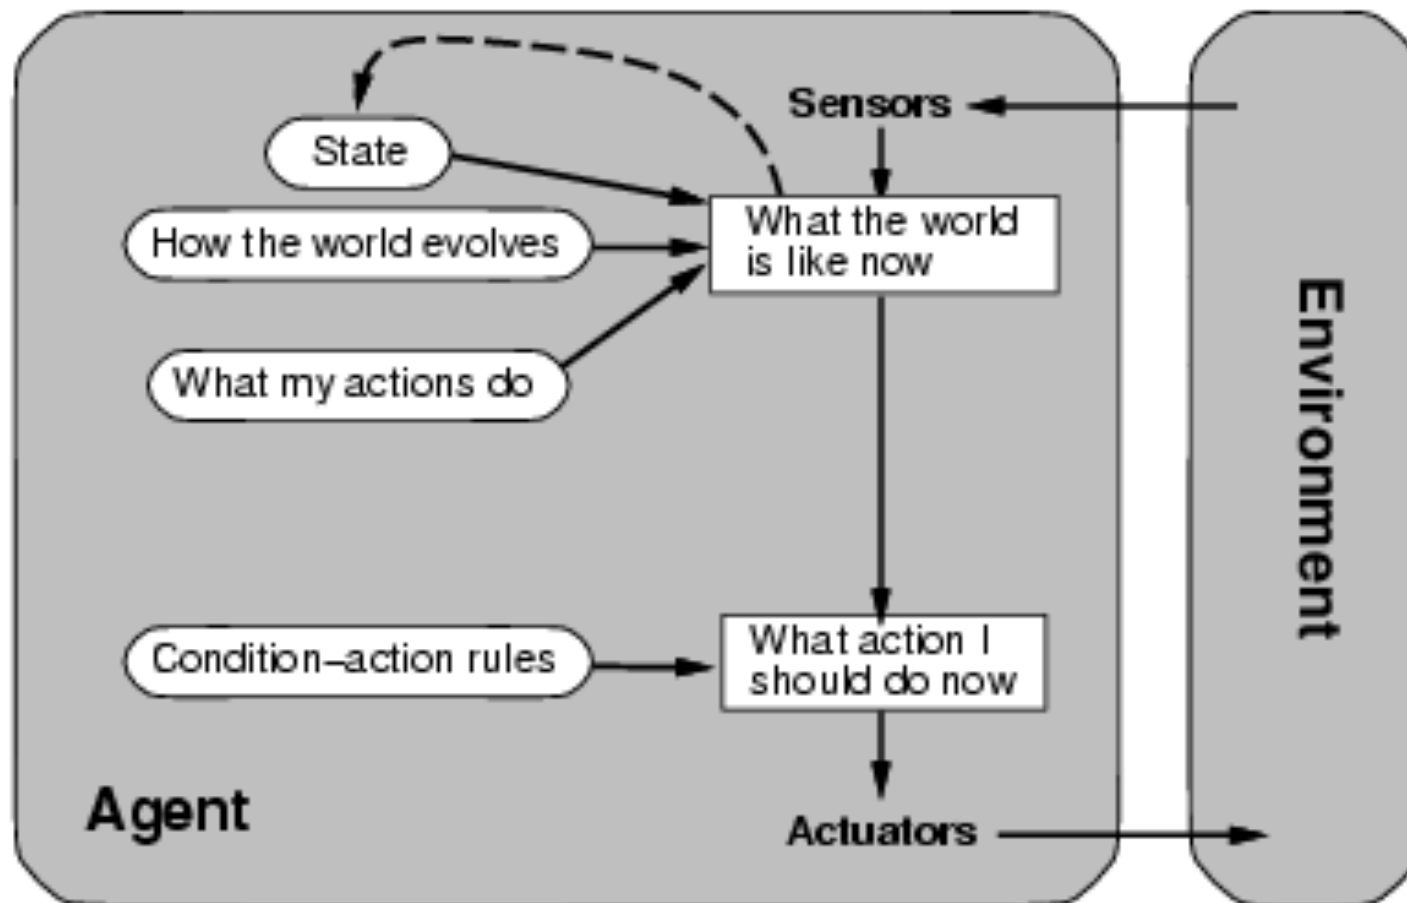 Sensors
State
What the world
is like now
How the world evolves
What my actions do
Environment
Condition–action rules
What action I
should do now
Agent
Actuators